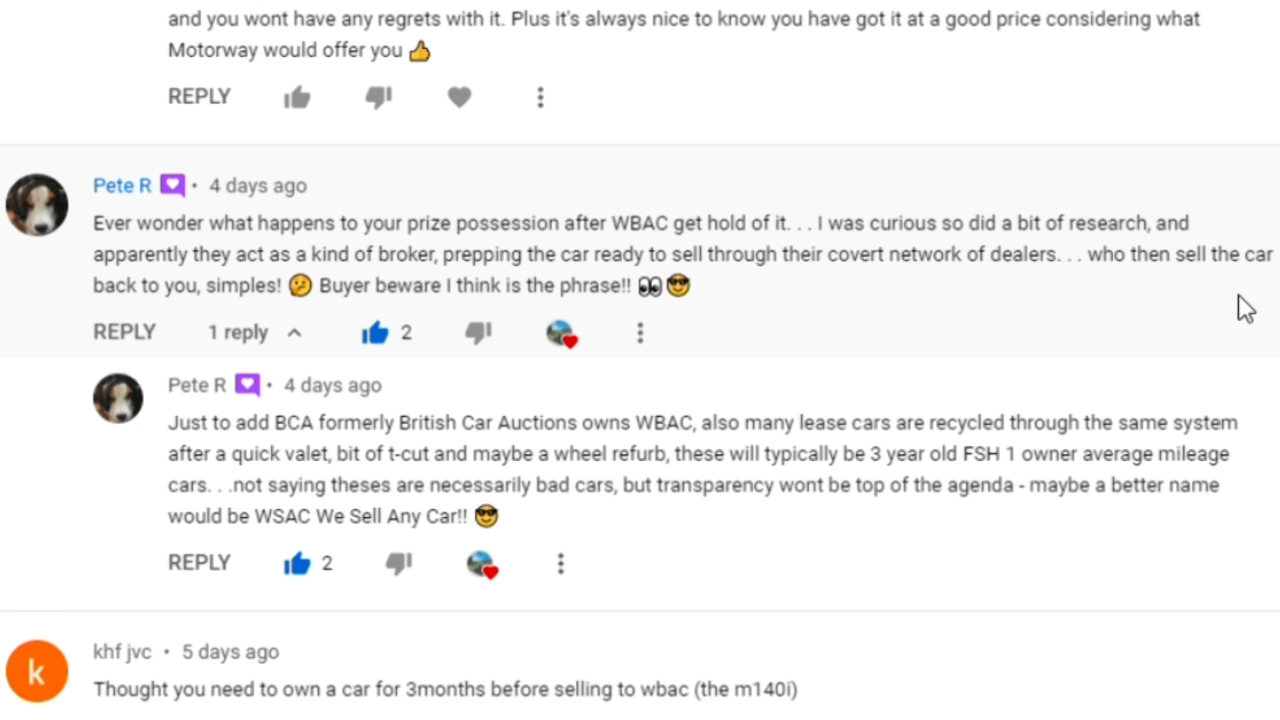 and you wont have any regrets with it. Plus it's always nice to know you have got it at a good price considering what
Motorway would offer you 👍
REPLY
Pete R • 4 days ago
Ever wonder what happens to your prize possession after WBAC get hold of it. . . I was curious so did a bit of research, and
apparently they act as a kind of broker, prepping the car ready to sell through their covert network of dealers. . . who then sell the car
back to you, simples! 🤔 Buyer beware I think is the phrase!! 👀😎
REPLY 1 reply 2
Pete R • 4 days ago
Just to add BCA formerly British Car Auctions owns WBAC, also many lease cars are recycled through the same system
after a quick valet, bit of t-cut and maybe a wheel refurb, these will typically be 3 year old FSH 1 owner average mileage
cars. . .not saying theses are necessarily bad cars, but transparency wont be top of the agenda - maybe a better name
would be WSAC We Sell Any Car!! 😎
REPLY 2
k
khf jvc • 5 days ago
Thought you need to own a car for 3months before selling to wbac (the m140i)